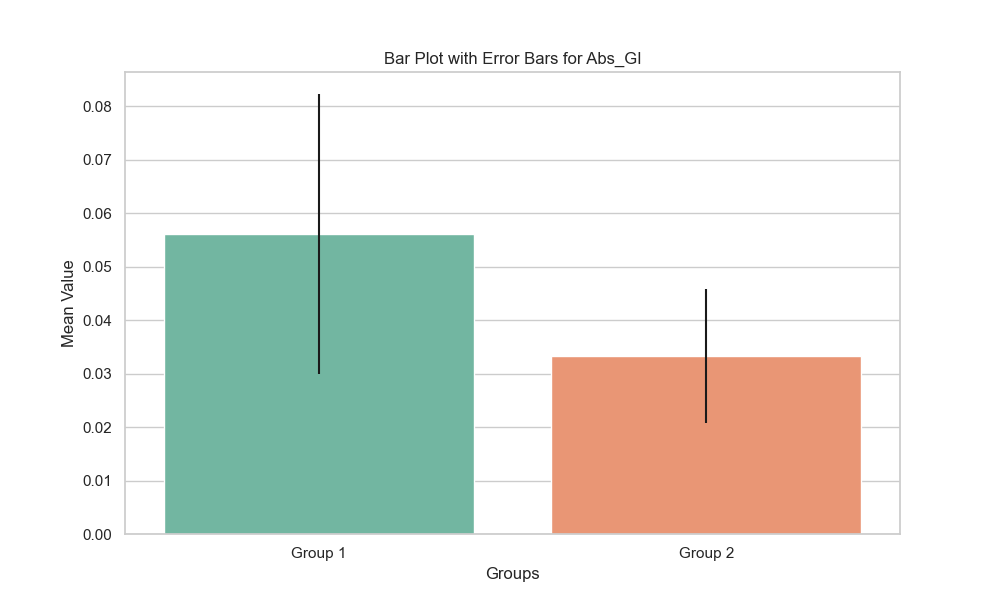 Bar Plot with Error Bars for Abs_GI
0.08
0.07
0.06
0.05
0.04
0.03
0.02
0.01
0.00
Mean Value
Group 1
Group 2
Groups